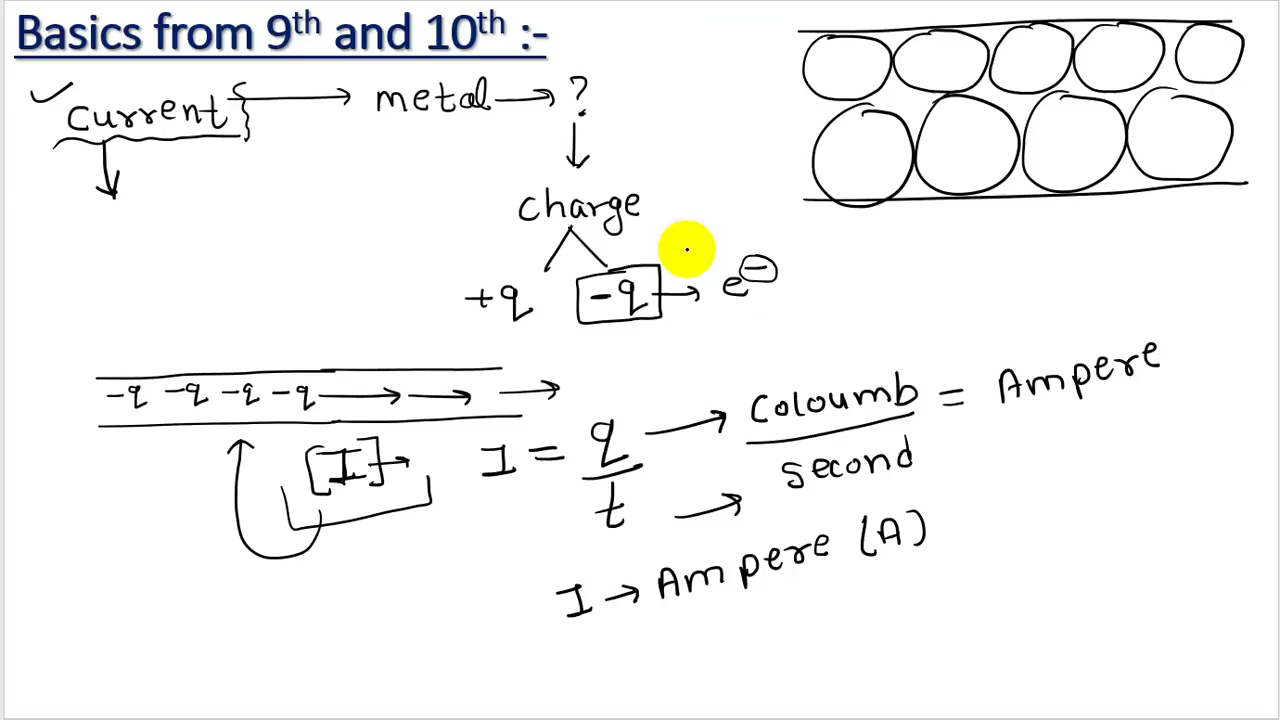 Basics from 9th and 10th :-
Current → metal → ?
charge
+q -q → e⁻
-q -q -q -q → → →
[I] → I = q/t → Coloumb/second = Ampere
I → Ampere (A)